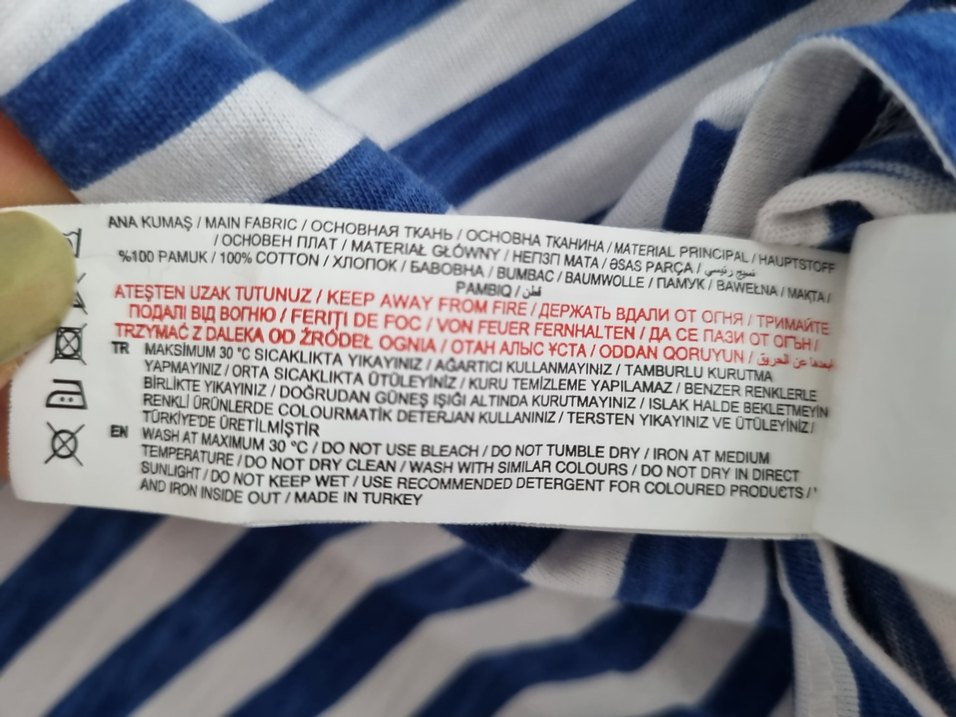 ANA KUMAŞ / MAIN FABRIC / ОСНОВНАЯ ТКАНЬ / ОСНОВНА ТКАНИНА / MATERIAL PRINCIPAL / HAUPTSTOFF
/ ОСНОВЕН ПЛАТ / MATERIAŁ GŁÓWNY / НЕГІЗГІ МАТА / ƏSAS PARÇA / نسيج رئيسي
%100 PAMUK / 100% COTTON / ХЛОПОК / БАВОВНА / BUMBAC / BAUMWOLLE / ПАМУК / BAWEŁNA / МАҚТА /
PAMBIQ / قطن
ATEŞTEN UZAK TUTUNUZ / KEEP AWAY FROM FIRE / ДЕРЖАТЬ ВДАЛИ ОТ ОГНЯ / ТРИМАЙТЕ
ПОДАЛІ ВІД ВОГНЮ / FERIȚI DE FOC / VON FEUER FERNHALTEN / ДА СЕ ПАЗИ ОТ ОГЪН /
TRZYMAĆ Z DALEKA OD ŹRÓDEŁ OGNIA / ОТАН АЛЫС ҰСТА / ODDAN QORUYUN / ابعدها عن الحروق
TR MAKSİMUM 30 °C SICAKLIKTA YIKAYINIZ / AĞARTICI KULLANMAYINIZ / TAMBURLU KURUTMA
YAPMAYINIZ / ORTA SICAKLIKTA ÜTÜLEYİNİZ / KURU TEMİZLEME YAPILAMAZ / BENZER RENKLERLE
BİRLİKTE YIKAYINIZ / DOĞRUDAN GÜNEŞ IŞIĞI ALTINDA KURUTMAYINIZ / ISLAK HALDE BEKLETMEYİN
RENKLİ ÜRÜNLERDE COLOURMATİK DETERJAN KULLANINIZ / TERSTEN YIKAYINIZ VE ÜTÜLEYİNİZ /
TÜRKİYE'DE ÜRETİLMİŞTİR
EN WASH AT MAXIMUM 30 °C / DO NOT USE BLEACH / DO NOT TUMBLE DRY / IRON AT MEDIUM
TEMPERATURE / DO NOT DRY CLEAN / WASH WITH SIMILAR COLOURS / DO NOT DRY IN DIRECT
SUNLIGHT / DO NOT KEEP WET / USE RECOMMENDED DETERGENT FOR COLOURED PRODUCTS /
AND IRON INSIDE OUT / MADE IN TURKEY